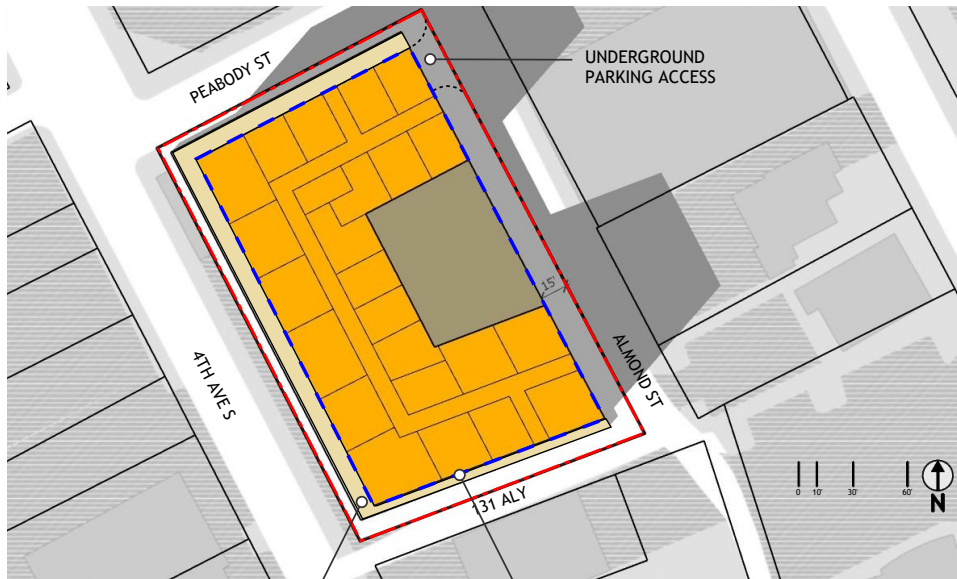 PEABODY ST
UNDERGROUND
PARKING ACCESS
15'
4TH AVE S
ALMOND ST
131 ALY
0 10' 30' 60'
N